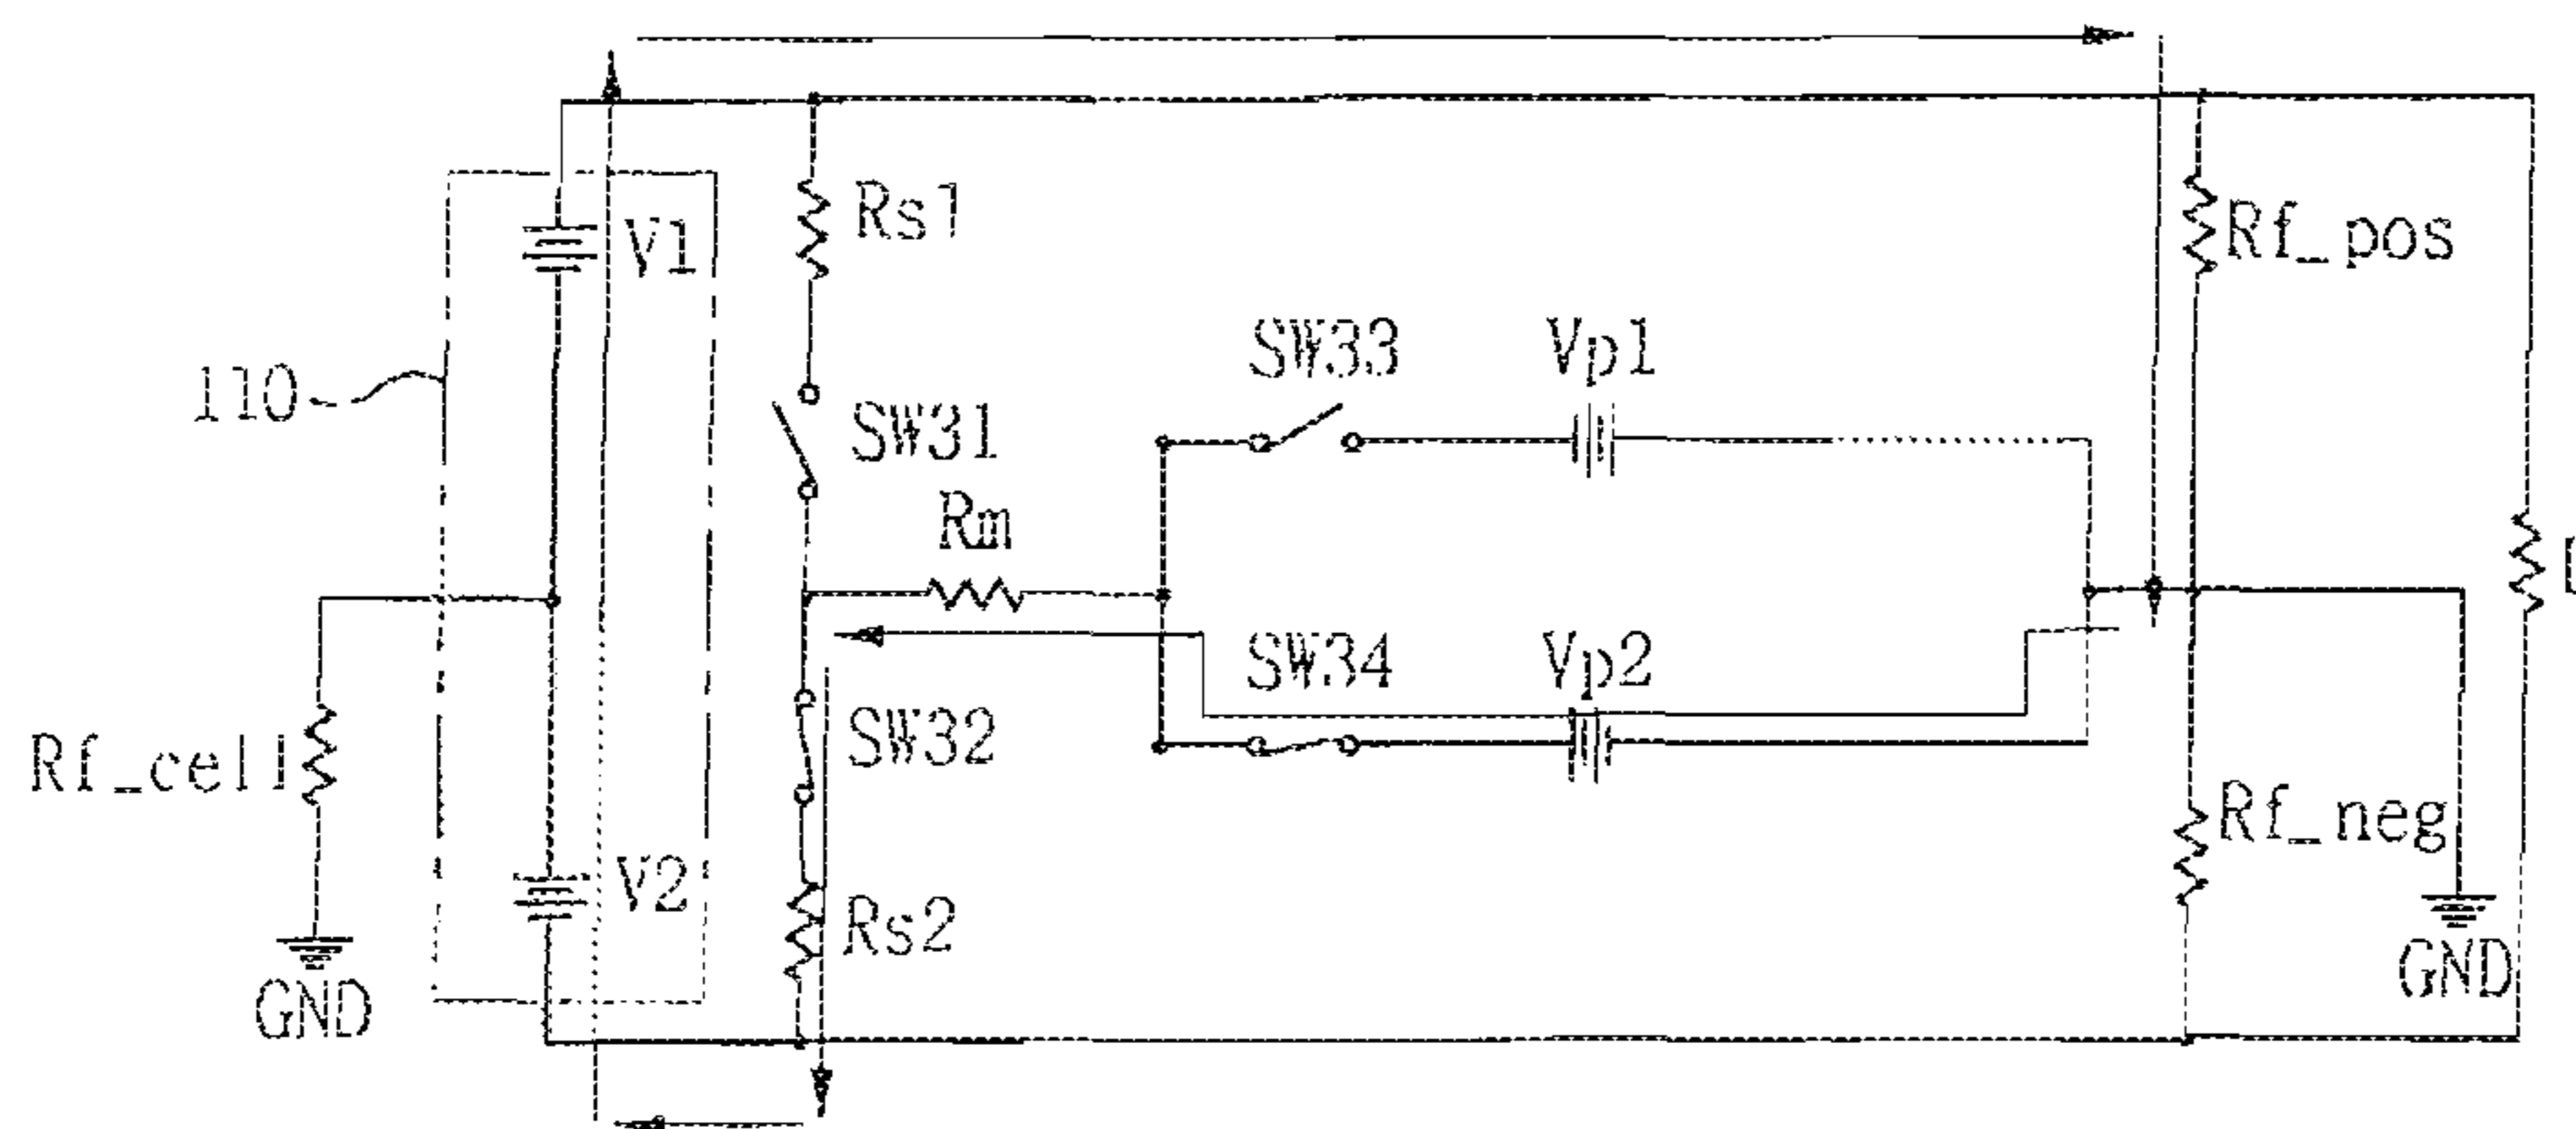 Rs1
V1
Rf_pos
SW33
Vp1
110
SW31
Rm
SW34
Vp2
SW32
Rf_cell
Rf_neg
V2
Rs2
GND
GND